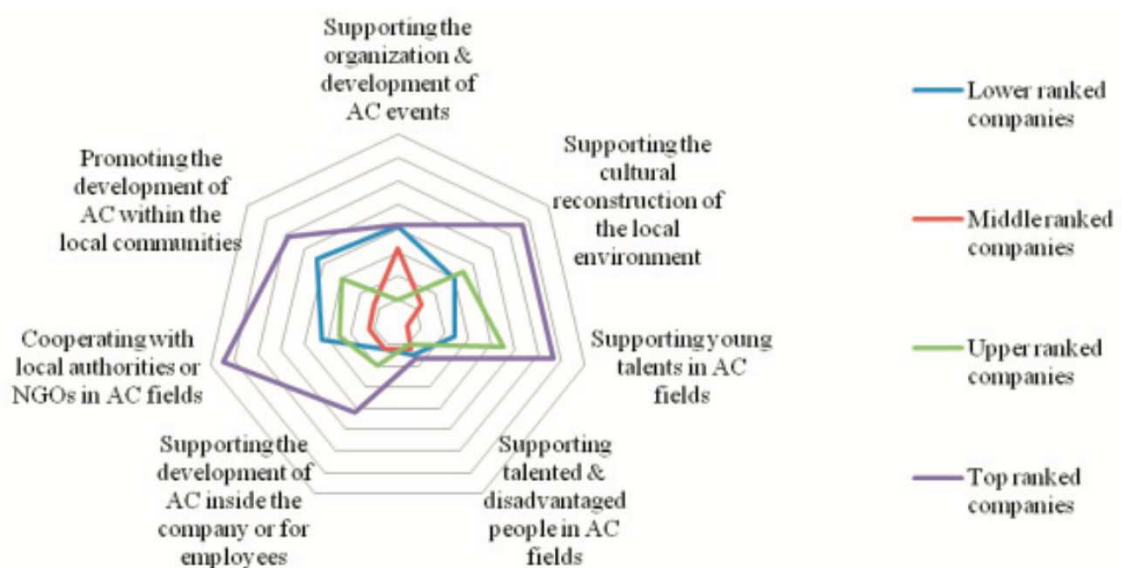 Supporting the
organization &
development of
AC events
Supporting the
cultural
reconstruction of
the local
environment
Supporting young
talents in AC
fields
Supporting
talented &
disadvantaged
people in AC
fields
Supporting the
development of
AC inside the
company or for
employees
Cooperating with
local authorities or
NGOs in AC fields
Promoting the
development of
AC within the
local communities
Lower ranked
companies
Middle ranked
companies
Upper ranked
companies
Top ranked
companies